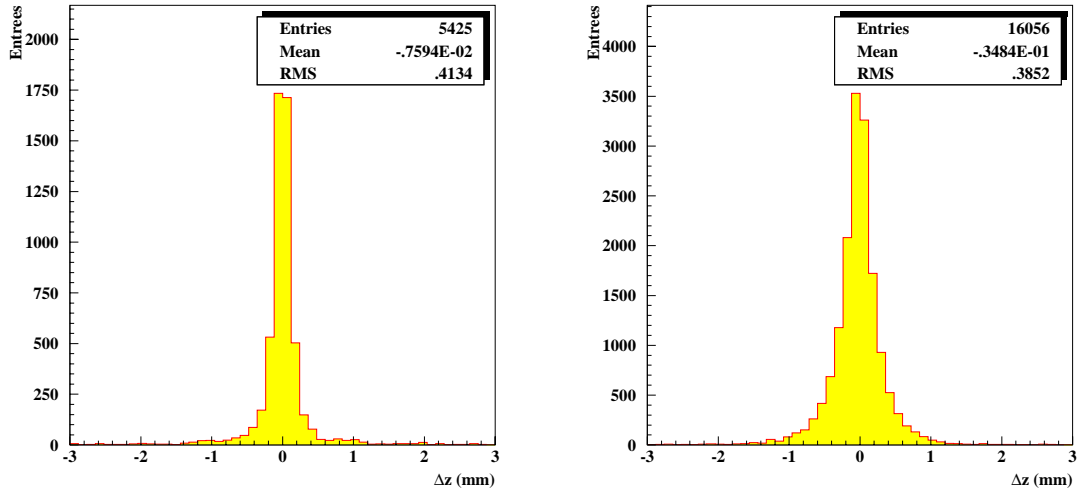 Entrees
Entries 5425
Mean -.7594E-02
RMS .4134
2000
1750
1500
1250
1000
750
500
250
0
-3 -2 -1 0 1 2 3
Δz (mm)
Entrees
Entries 16056
Mean -.3484E-01
RMS .3852
4000
3500
3000
2500
2000
1500
1000
500
0
-3 -2 -1 0 1 2 3
Δz (mm)